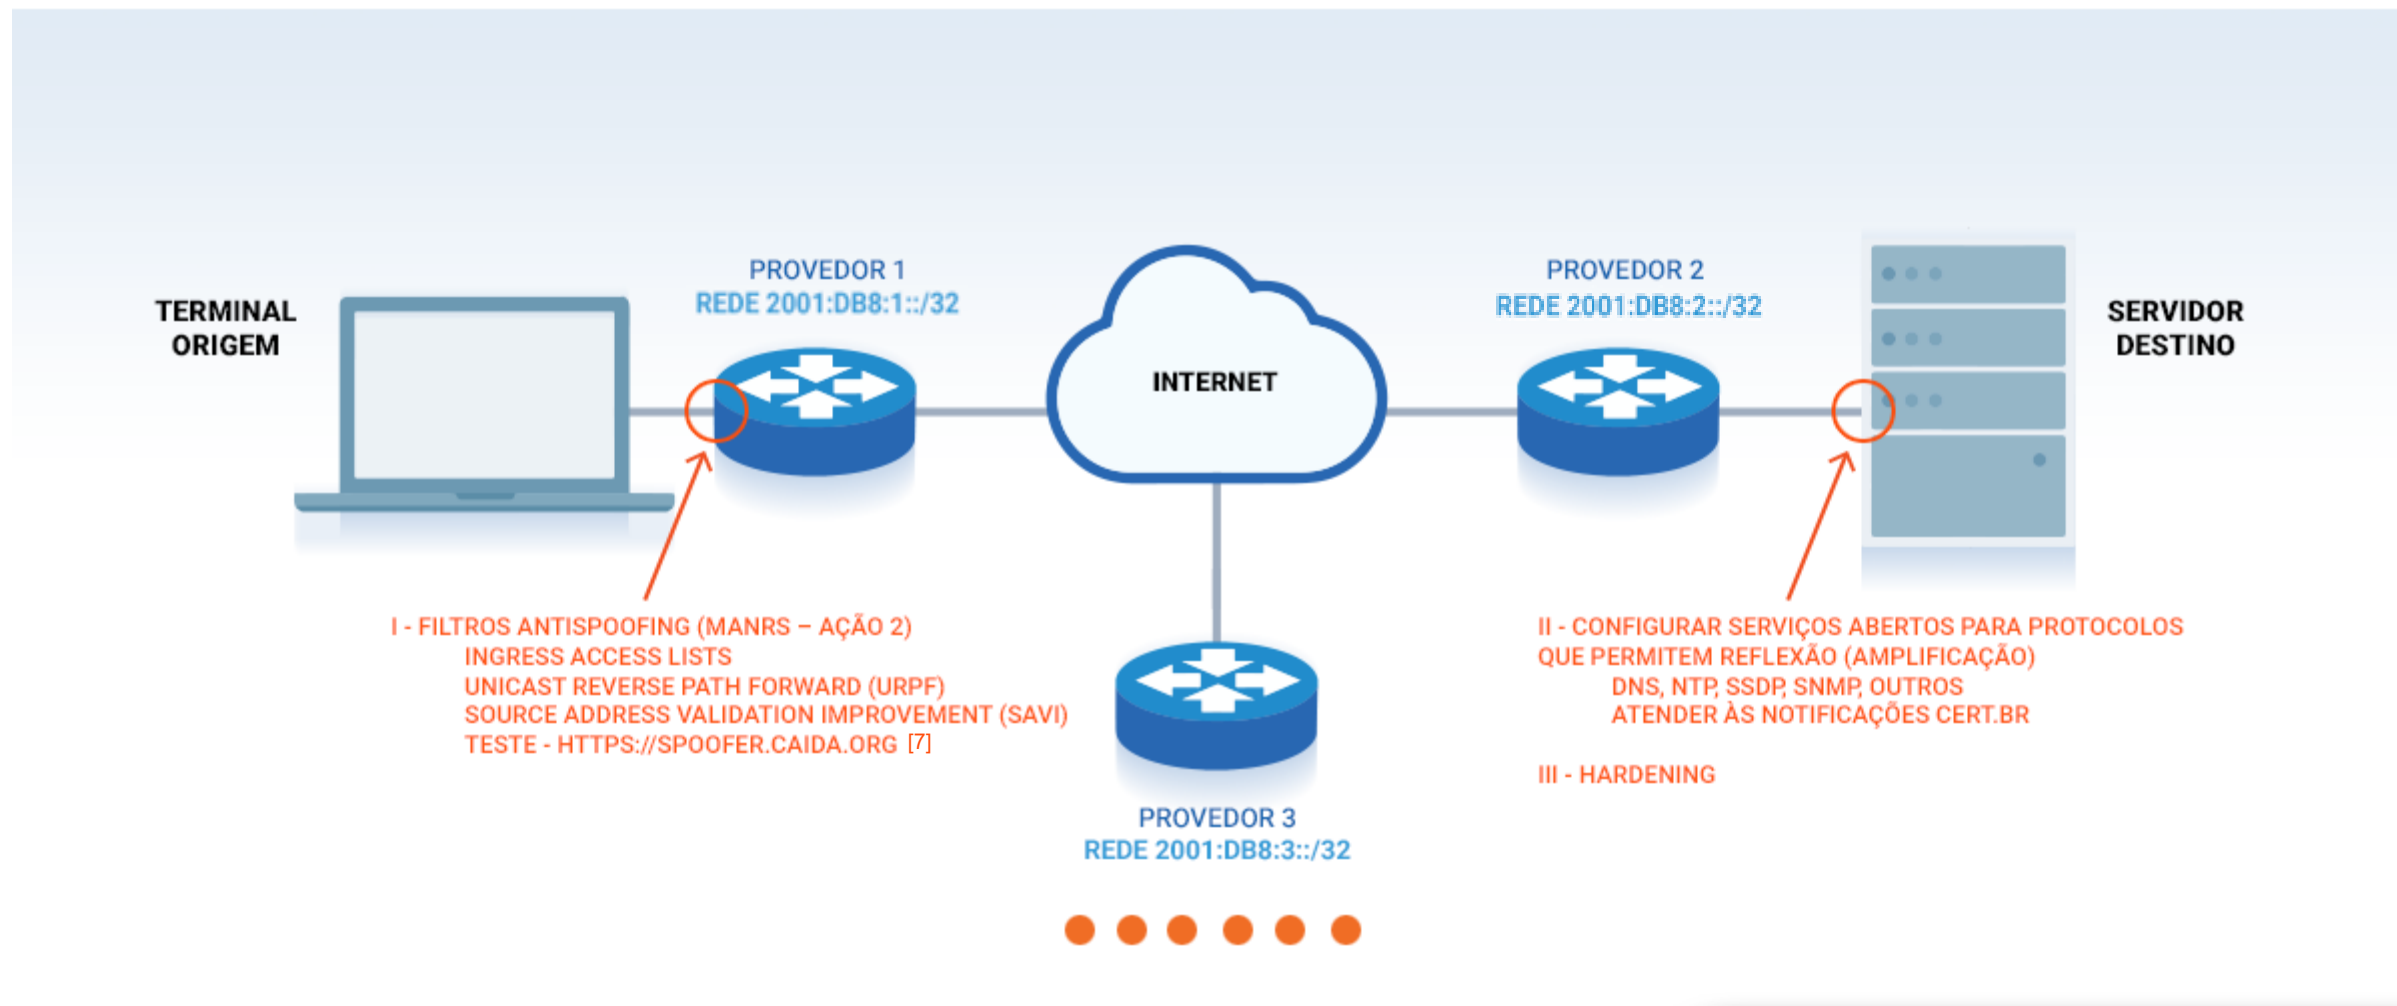 TERMINAL
ORIGEM
PROVEDOR 1
REDE 2001:DB8:1::/32
INTERNET
PROVEDOR 2
REDE 2001:DB8:2::/32
SERVIDOR
DESTINO
I - FILTROS ANTISPOOFING (MANRS – AÇÃO 2)
INGRESS ACCESS LISTS
UNICAST REVERSE PATH FORWARD (URPF)
SOURCE ADDRESS VALIDATION IMPROVEMENT (SAVI)
TESTE - HTTPS://SPOOFER.CAIDA.ORG [7]
II - CONFIGURAR SERVIÇOS ABERTOS PARA PROTOCOLOS
QUE PERMITEM REFLEXÃO (AMPLIFICAÇÃO)
DNS, NTP, SSDP, SNMP, OUTROS
ATENDER ÀS NOTIFICAÇÕES CERT.BR
III - HARDENING
PROVEDOR 3
REDE 2001:DB8:3::/32